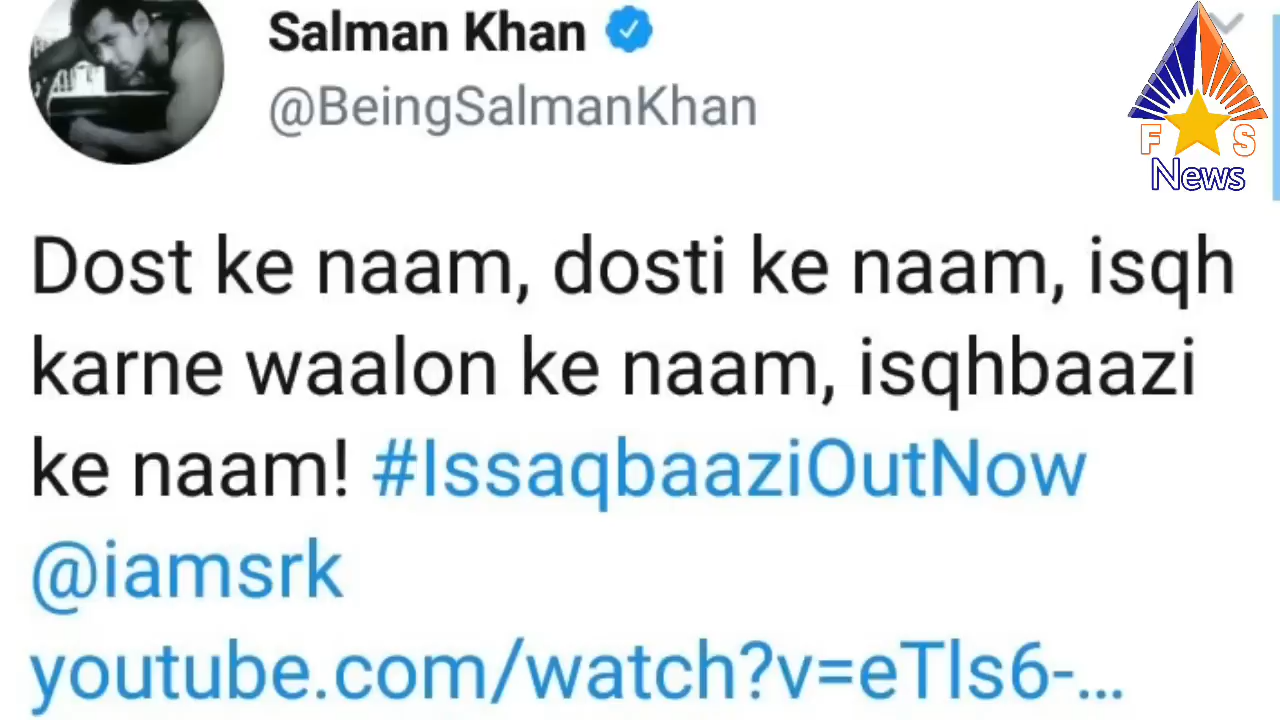 Salman Khan
@BeingSalmanKhan
F S
News
Dost ke naam, dosti ke naam, isqh
karne waalon ke naam, isqhbaazi
ke naam! #IssaqbaaziOutNow
@iamsrk
youtube.com/watch?v=eTls6-...